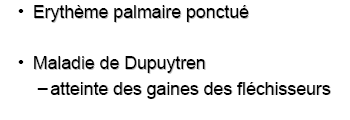 • Erythème palmaire ponctué
• Maladie de Dupuytren
– atteinte des gaines des fléchisseurs